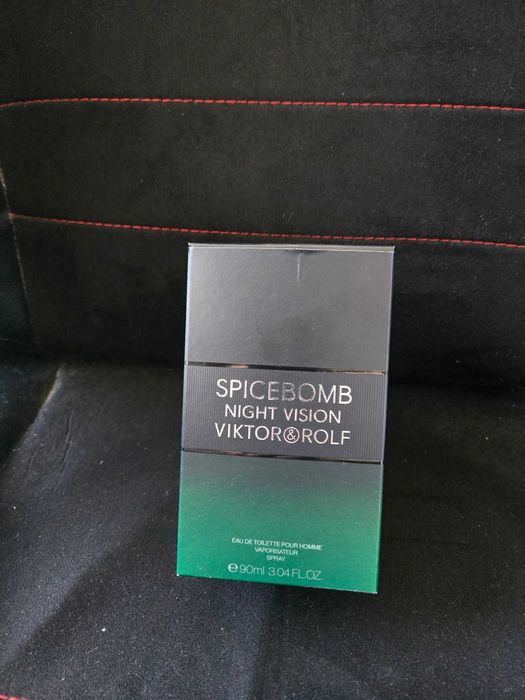 SPICEBOMB
NIGHT VISION
VIKTOR&ROLF
EAU DE TOILETTE POUR HOMME
VAPORISATEUR
SPRAY
℮90ml 3.04 FL.OZ.